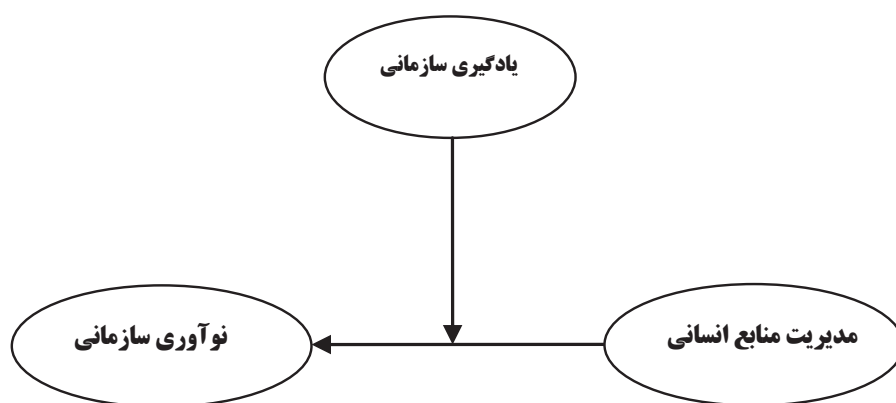 یادگیری سازمانی
مدیریت منابع انسانی
نوآوری سازمانی